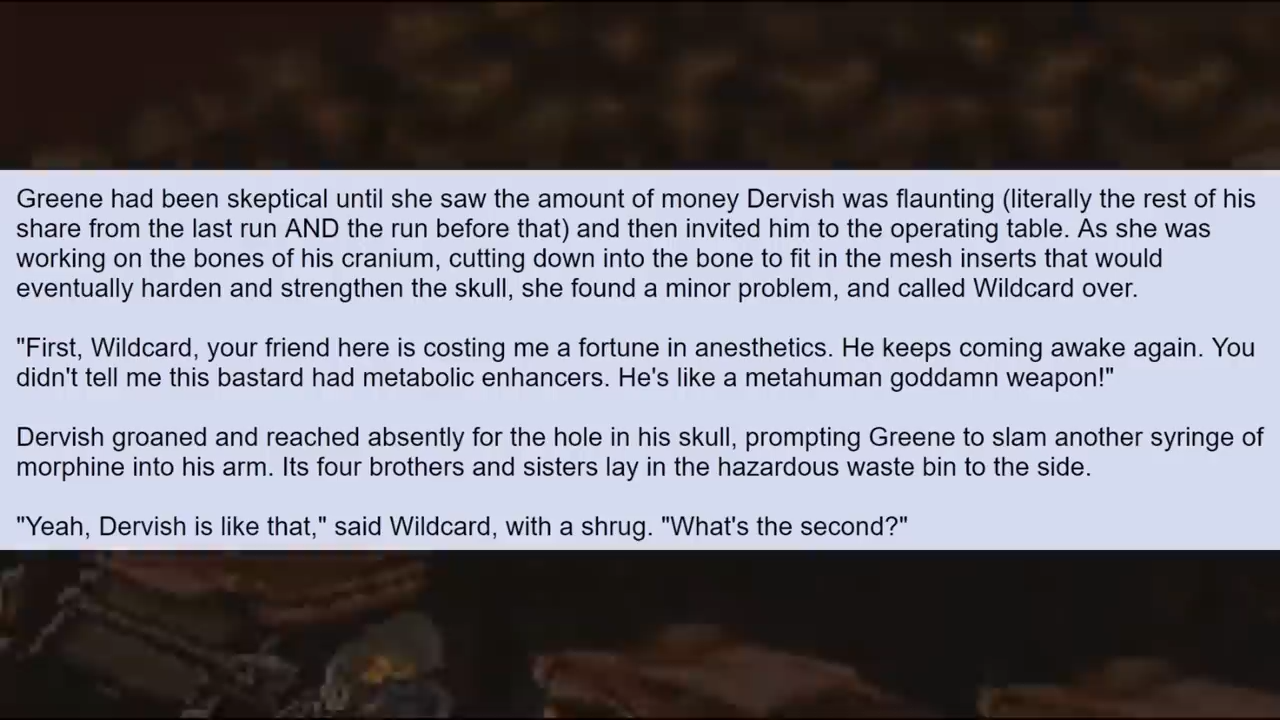 Greene had been skeptical until she saw the amount of money Dervish was flaunting (literally the rest of his
share from the last run AND the run before that) and then invited him to the operating table. As she was
working on the bones of his cranium, cutting down into the bone to fit in the mesh inserts that would
eventually harden and strengthen the skull, she found a minor problem, and called Wildcard over.
"First, Wildcard, your friend here is costing me a fortune in anesthetics. He keeps coming awake again. You
didn't tell me this bastard had metabolic enhancers. He's like a metahuman goddamn weapon!"
Dervish groaned and reached absently for the hole in his skull, prompting Greene to slam another syringe of
morphine into his arm. Its four brothers and sisters lay in the hazardous waste bin to the side.
"Yeah, Dervish is like that," said Wildcard, with a shrug. "What's the second?"